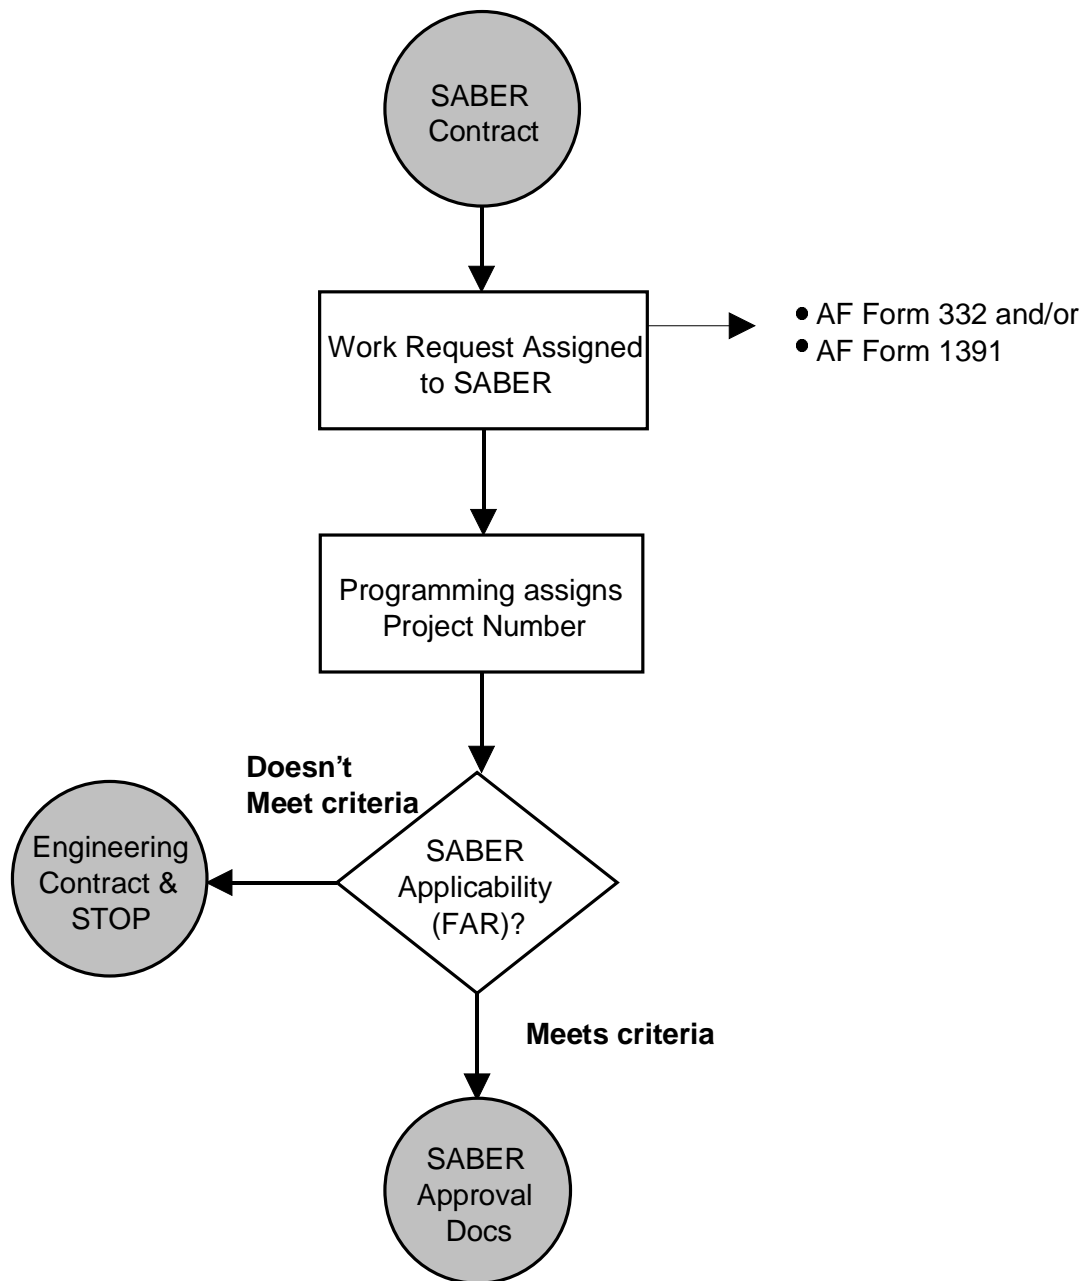 SABER
Contract
Work Request Assigned
to SABER
• AF Form 332 and/or
• AF Form 1391
Programming assigns
Project Number
Doesn't
Meet criteria
Engineering
Contract &
STOP
SABER
Applicability
(FAR)?
Meets criteria
SABER
Approval
Docs